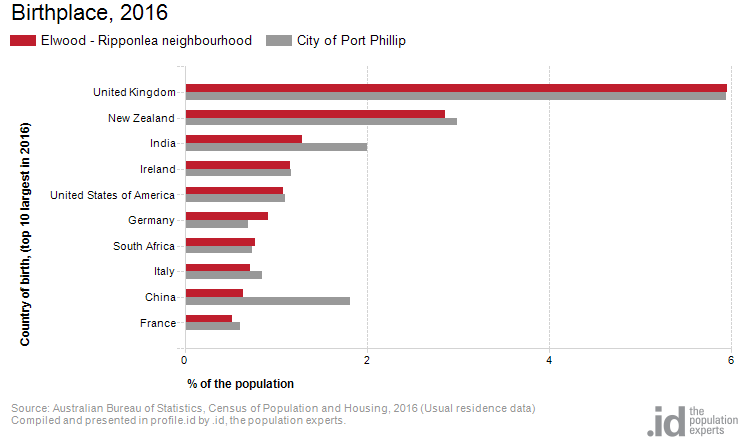 Birthplace, 2016
Elwood - Ripponlea neighbourhood City of Port Phillip
Country of birth, (top 10 largest in 2016)
United Kingdom
New Zealand
India
Ireland
United States of America
Germany
South Africa
Italy
China
France
0 2 4 6
% of the population
Source: Australian Bureau of Statistics, Census of Population and Housing, 2016 (Usual residence data)
Compiled and presented in profile.id by .id, the population experts.
.id the
population
experts